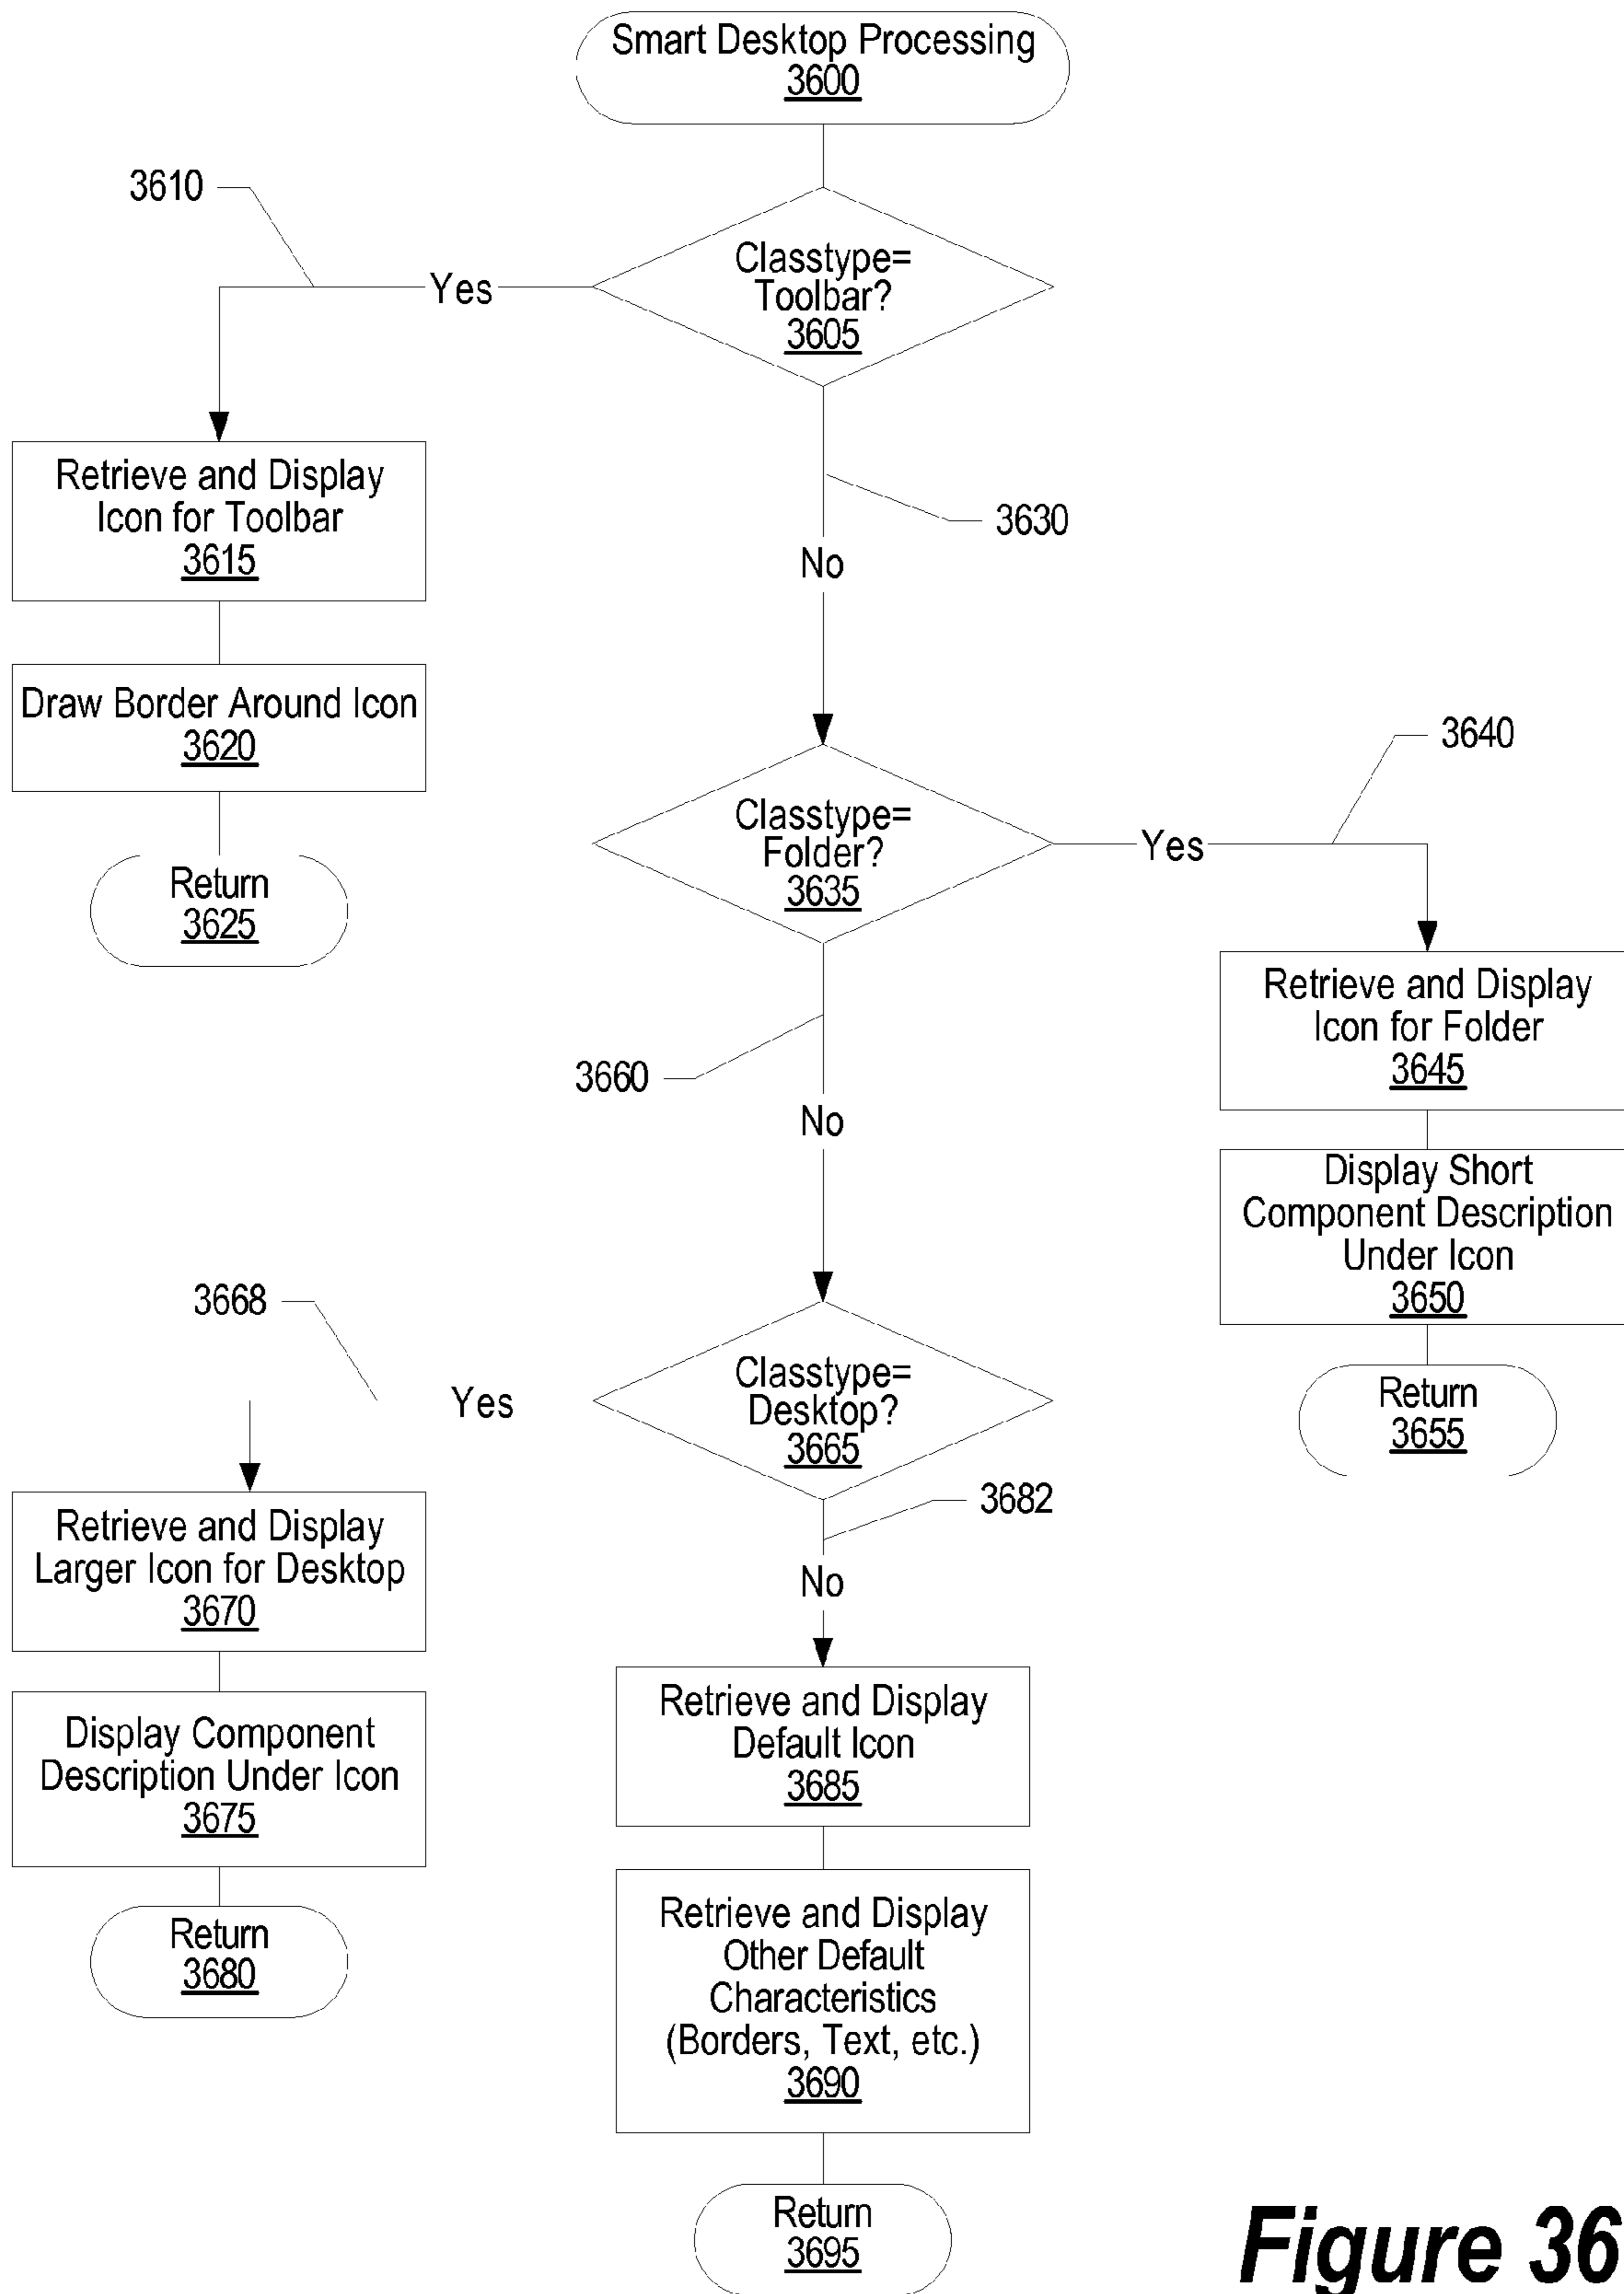 Smart Desktop Processing
3600
3610
Classtype=
Toolbar?
3605
Yes
Retrieve and Display
Icon for Toolbar
3615
3630
No
Draw Border Around Icon
3620
Return
3625
3640
Classtype=
Folder?
3635
Yes
Retrieve and Display
Icon for Folder
3645
3660
No
Display Short
Component Description
Under Icon
3650
Return
3655
3668
Classtype=
Desktop?
3665
Yes
3682
No
Retrieve and Display
Larger Icon for Desktop
3670
Display Component
Description Under Icon
3675
Return
3680
Retrieve and Display
Default Icon
3685
Retrieve and Display
Other Default
Characteristics
(Borders, Text, etc.)
3690
Return
3695
Figure 36